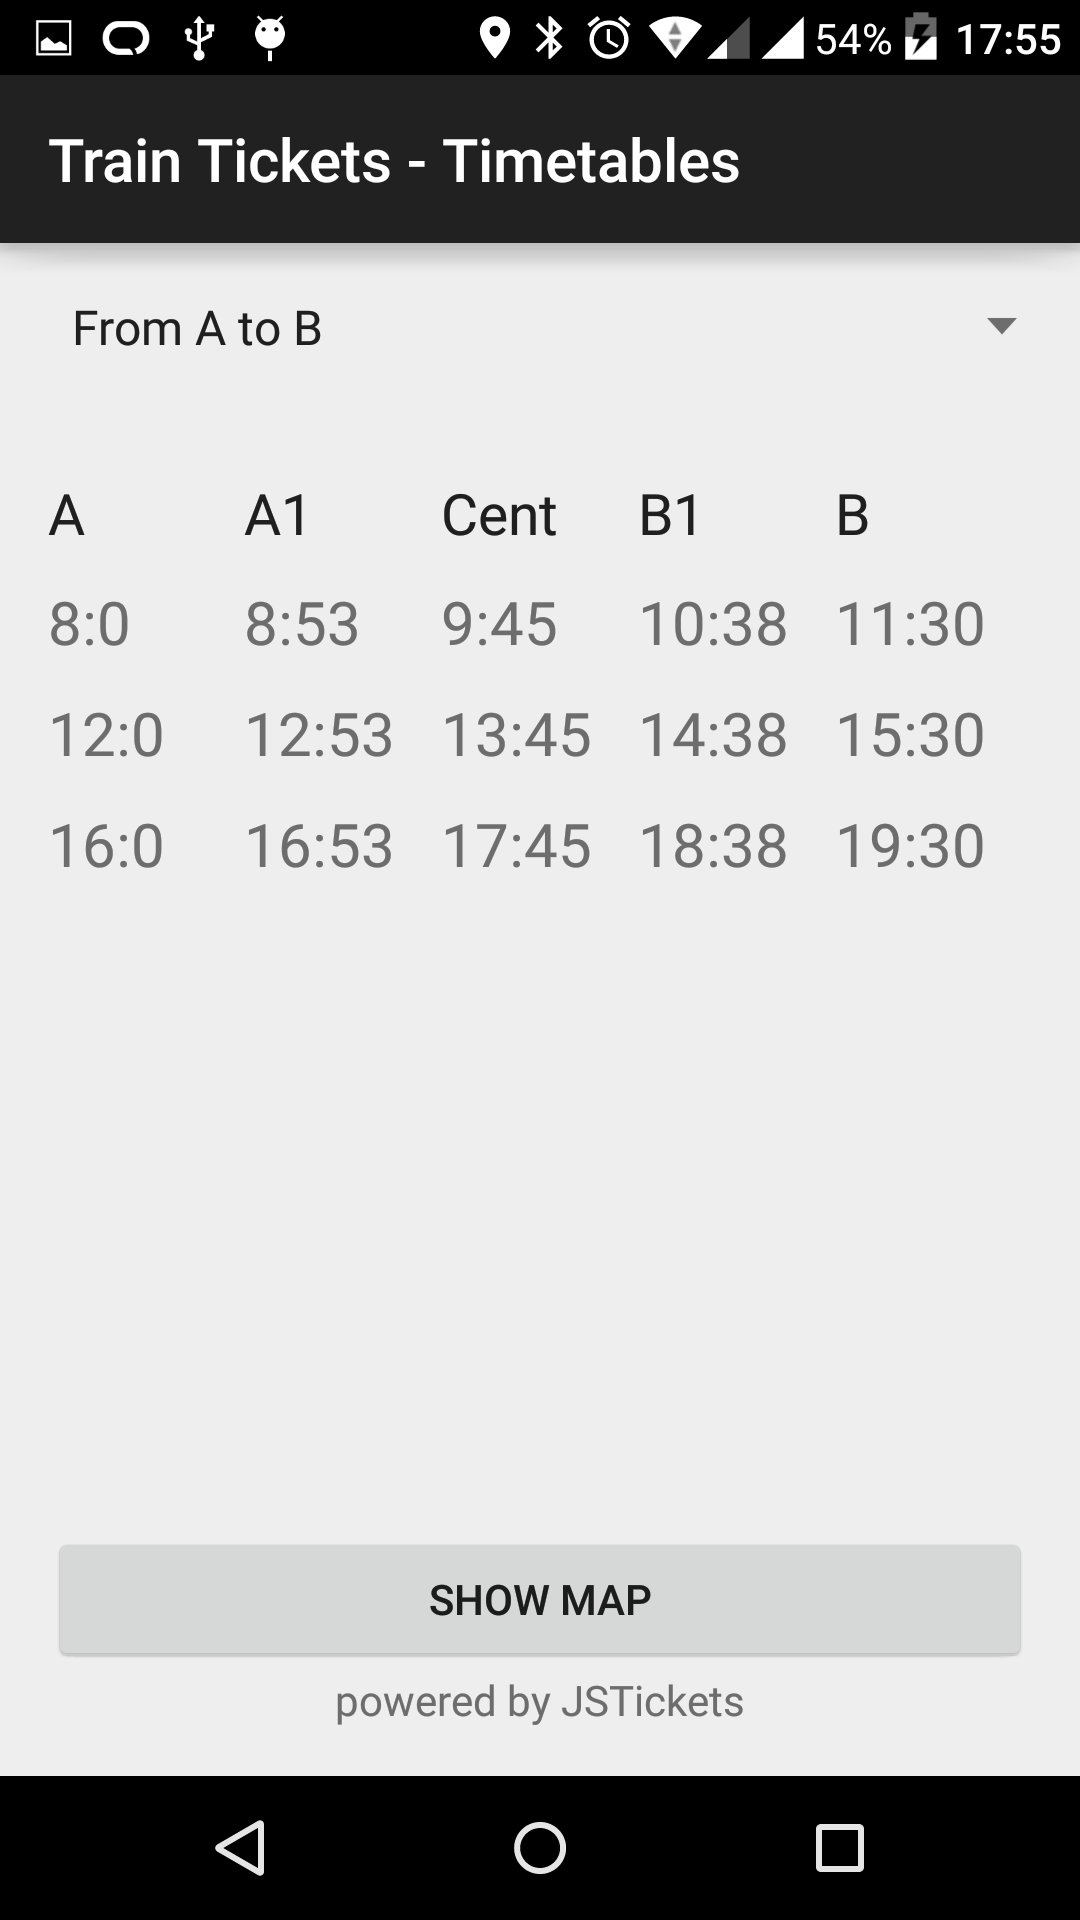 54% 17:55
Train Tickets - Timetables
From A to B
A A1 Cent B1 B
8:0 8:53 9:45 10:38 11:30
12:0 12:53 13:45 14:38 15:30
16:0 16:53 17:45 18:38 19:30
SHOW MAP
powered by JSTickets